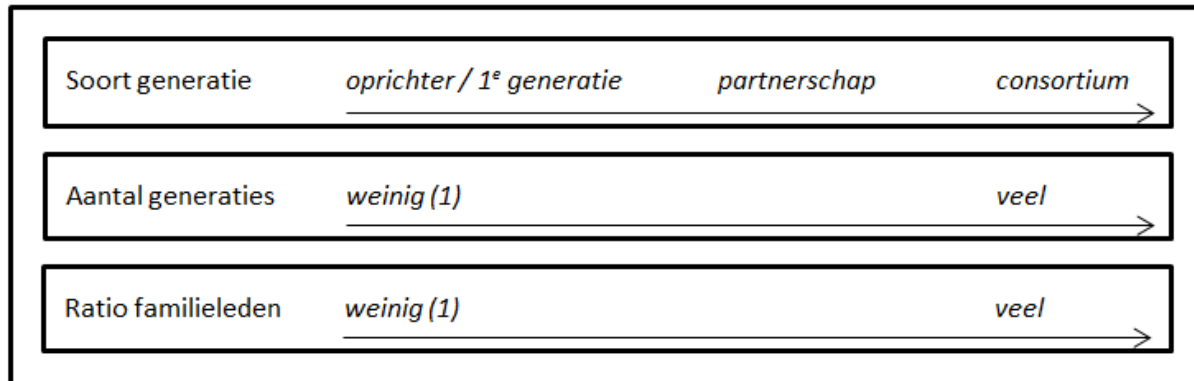 Soort generatie oprichter / 1e generatie partnerschap consortium
Aantal generaties weinig (1) veel
Ratio familieleden weinig (1) veel